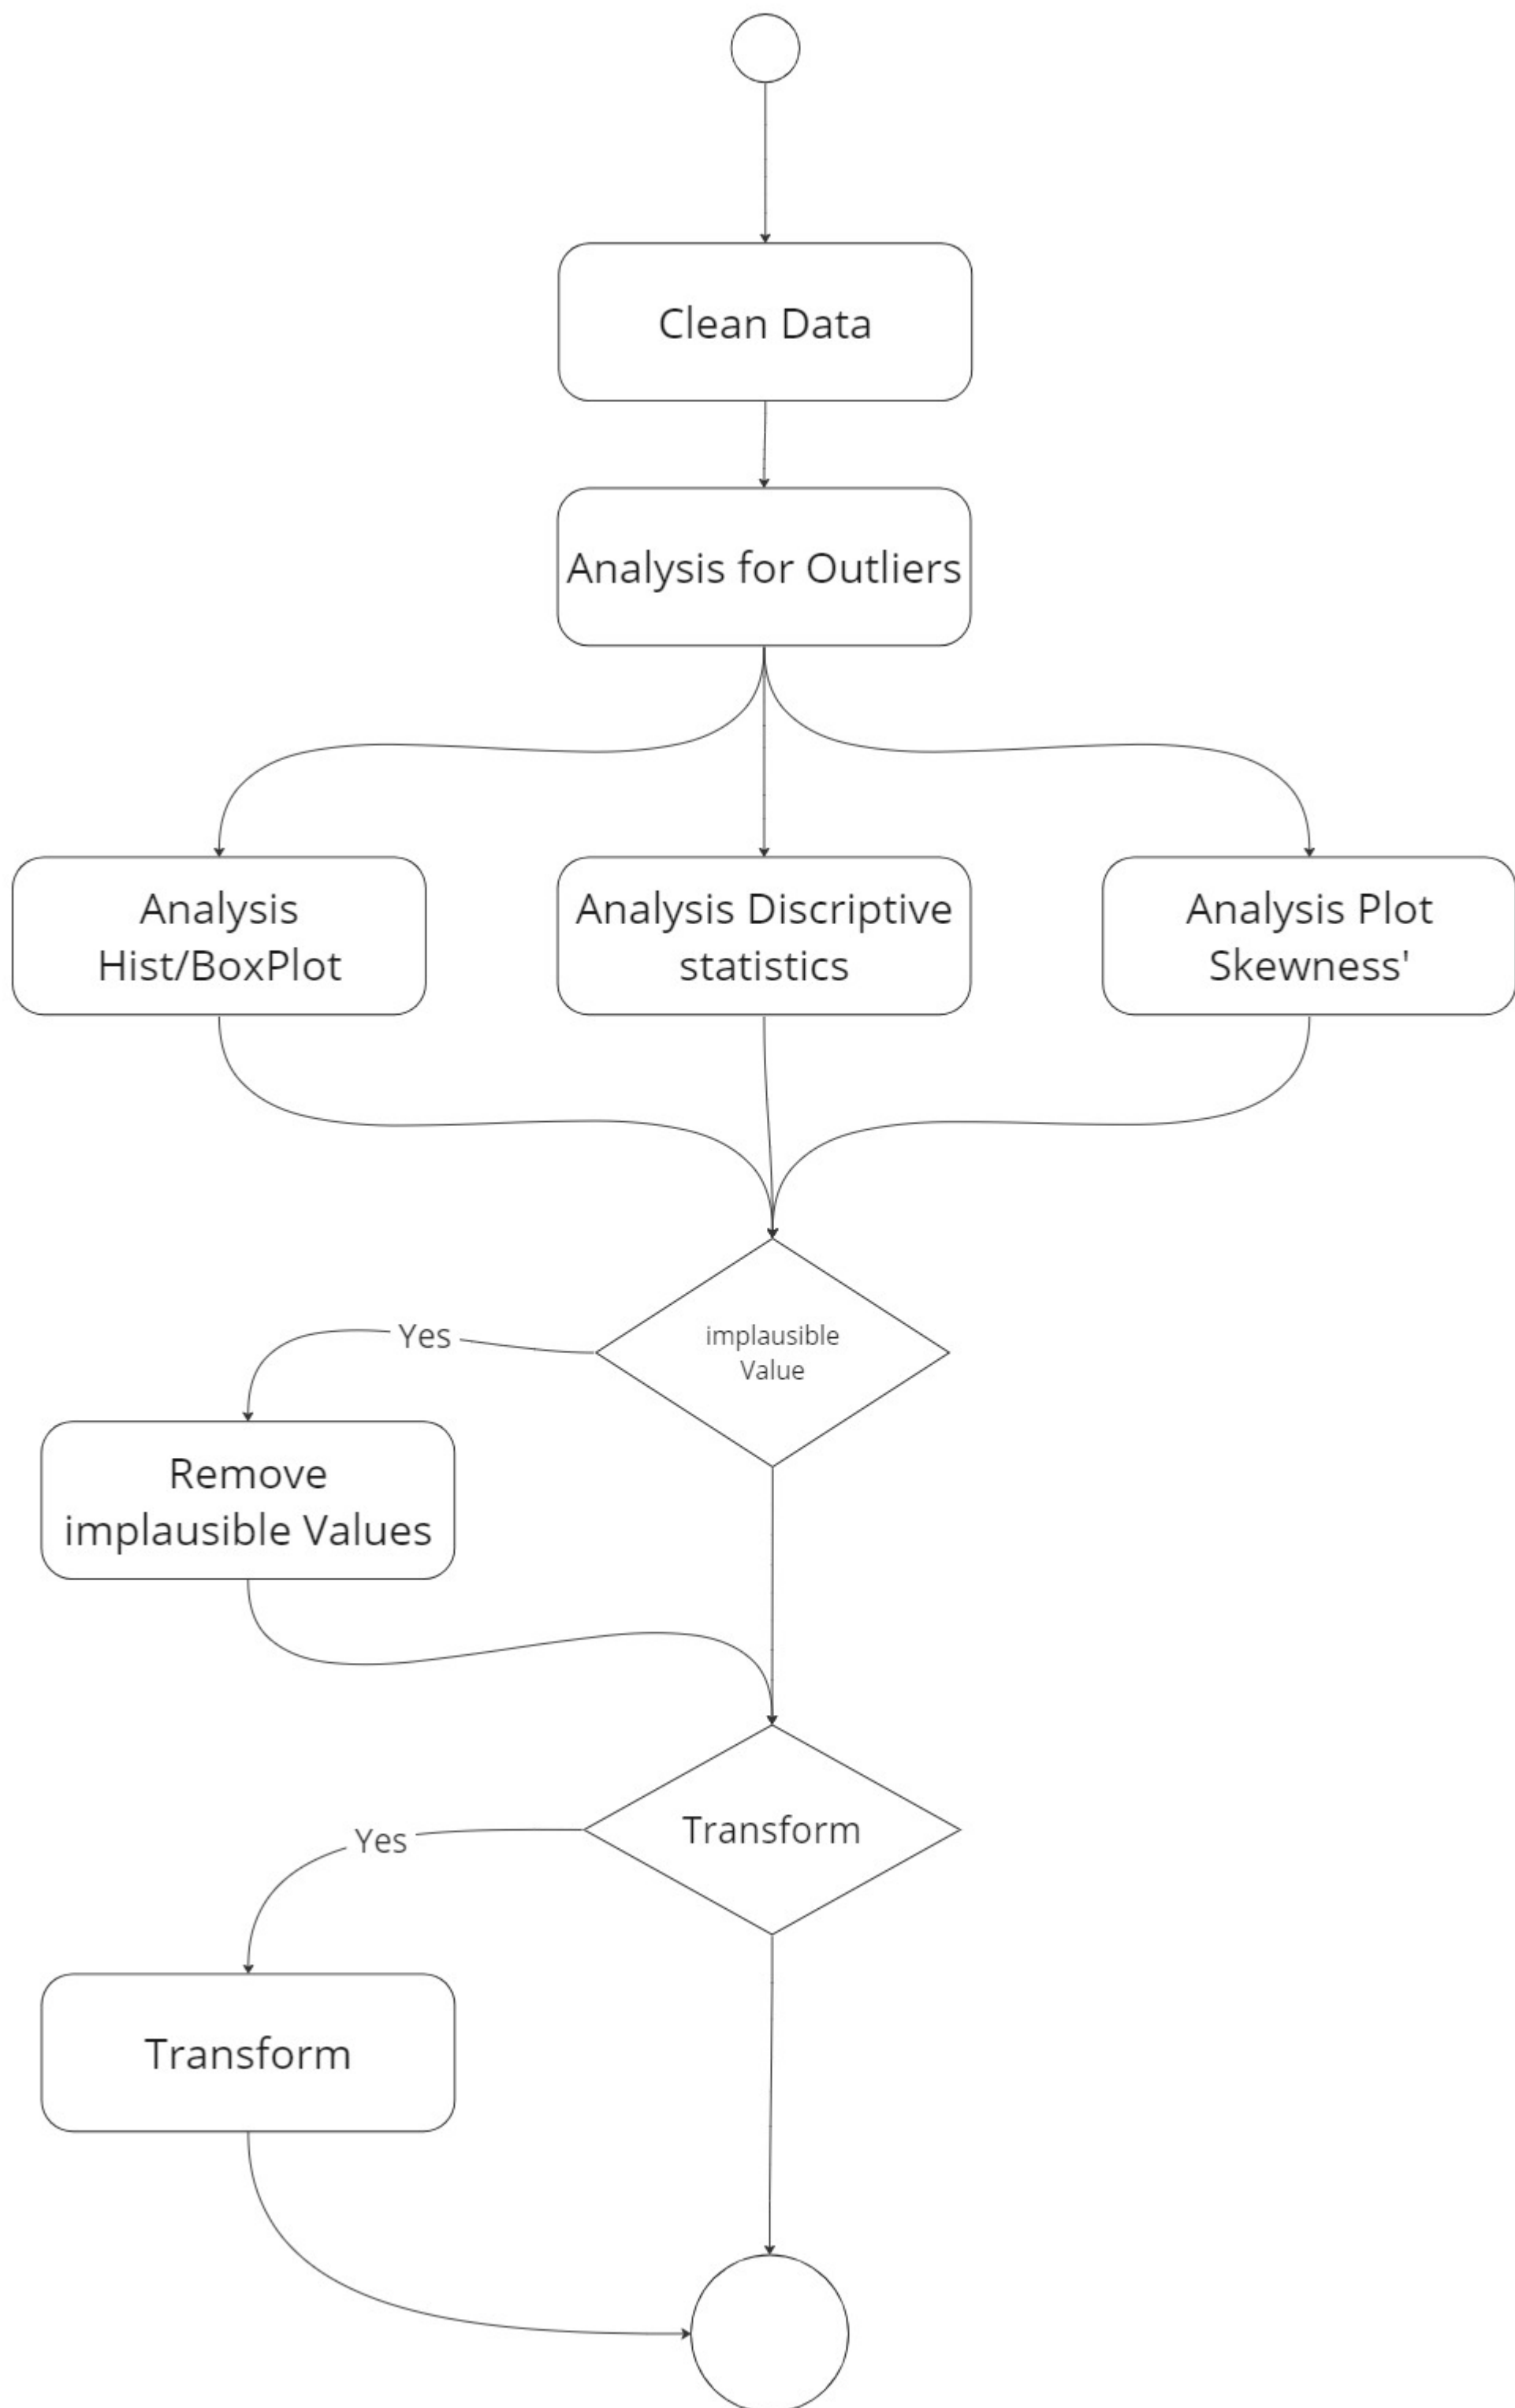 Clean Data
Analysis for Outliers
Analysis
Hist/BoxPlot
Analysis Discriptive
statistics
Analysis Plot
Skewness'
implausible
Value
Yes
Remove
implausible Values
Transform
Yes
Transform